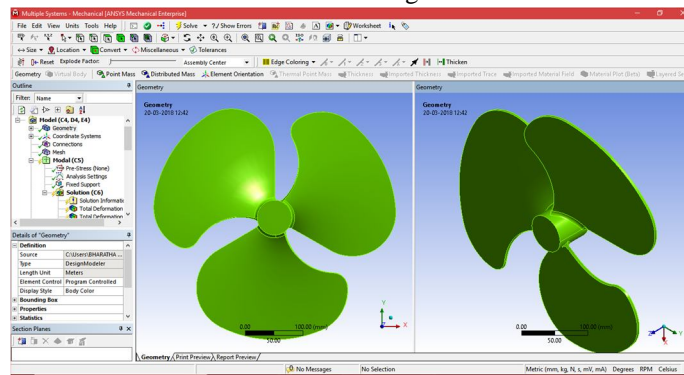 Multiple Systems - Mechanical [ANSYS Mechanical Enterprise]
File Edit View Units Tools Help Solve ?/ Show Errors Worksheet
Size Location Convert Miscellaneous Tolerances
Reset Explode Factor: Assembly Center Edge Coloring Thicken
Geometry Virtual Body Point Mass Distributed Mass Element Orientation Thermal Point Mass Thickness Imported Thickness Imported Trace Imported Material Field Material Plot (Beta) Layered Se
Outline
Filter: Name
Model (C4, D4, E4)
Geometry
Coordinate Systems
Connections
Mesh
Modal (C5)
Pre-Stress (None)
Analysis Settings
Fixed Support
Solution (C6)
Solution Informati
Total Deformation
Total Deformation
Details of "Geometry"
Definition
Source C:\Users\BHARATHA ...
Type DesignModeler
Length Unit Meters
Element Control Program Controlled
Display Style Body Color
Bounding Box
Properties
Statistics
Section Planes
Geometry
Geometry
20-03-2018 12:42
0.00 100.00 (mm)
50.00
Y
X
Geometry
Geometry
20-03-2018 12:42
0.00 100.00 (mm)
50.00
Z
Y
X
Geometry Print Preview Report Preview
No Messages No Selection Metric (mm, kg, N, s, mV, mA) Degrees RPM Celsius